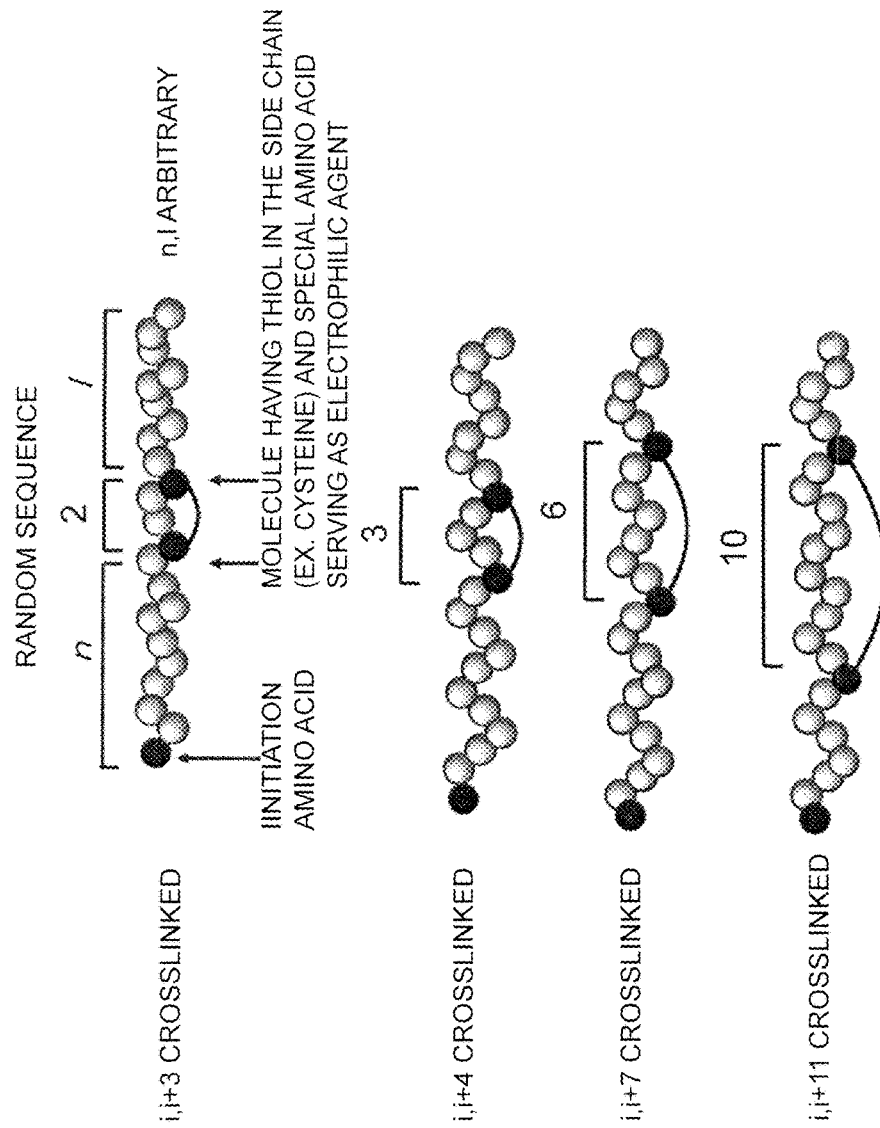 RANDOM SEQUENCE
n
2
l
n,l ARBITRARY
i,i+3 CROSSLINKED
IINITIATION
AMINO ACID
MOLECULE HAVING THIOL IN THE SIDE CHAIN
(EX. CYSTEINE) AND SPECIAL AMINO ACID
SERVING AS ELECTROPHILIC AGENT
3
i,i+4 CROSSLINKED
6
i,i+7 CROSSLINKED
10
i,i+11 CROSSLINKED